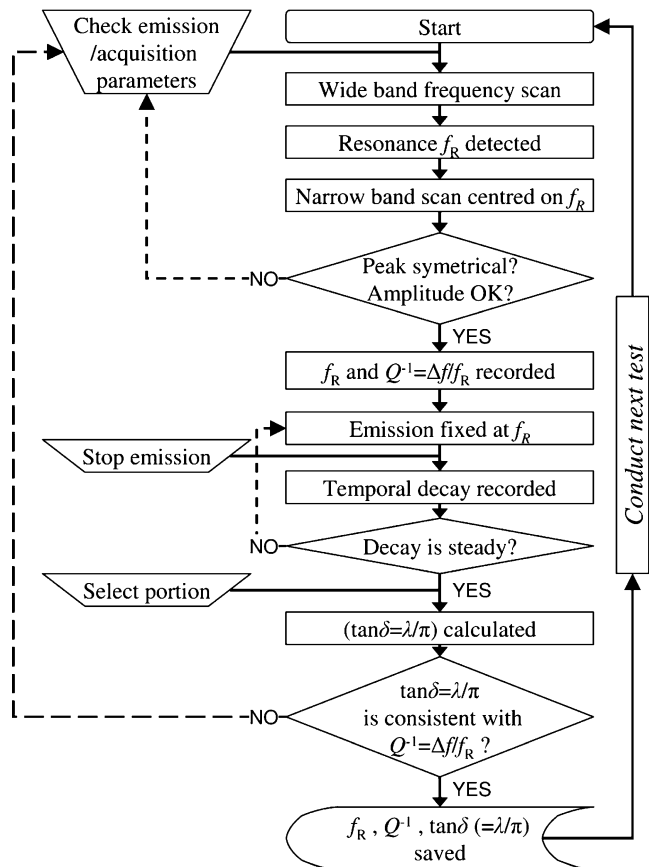 Check emission
/acquisition
parameters
Start
Wide band frequency scan
Resonance fR detected
Narrow band scan centred on fR
Peak symetrical?
Amplitude OK?
NO
YES
fR and Q-1=Δf/fR recorded
Emission fixed at fR
Stop emission
Temporal decay recorded
Decay is steady?
NO
YES
Select portion
(tanδ=λ/π) calculated
tanδ=λ/π
is consistent with
Q-1=Δf/fR ?
NO
YES
fR , Q-1 , tanδ (=λ/π)
saved
Conduct next test